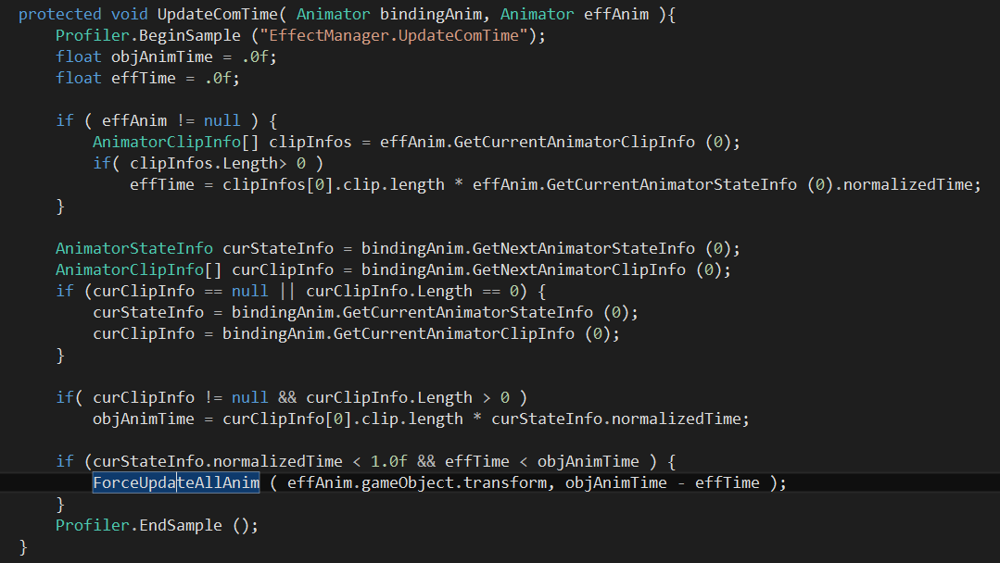 protected void UpdateComTime( Animator bindingAnim, Animator effAnim ){
    Profiler.BeginSample ("EffectManager.UpdateComTime");
    float objAnimTime = .0f;
    float effTime = .0f;

    if ( effAnim != null ) {
        AnimatorClipInfo[] clipInfos = effAnim.GetCurrentAnimatorClipInfo (0);
        if( clipInfos.Length> 0 )
            effTime = clipInfos[0].clip.length * effAnim.GetCurrentAnimatorStateInfo (0).normalizedTime;
    }

    AnimatorStateInfo curStateInfo = bindingAnim.GetNextAnimatorStateInfo (0);
    AnimatorClipInfo[] curClipInfo = bindingAnim.GetNextAnimatorClipInfo (0);
    if (curClipInfo == null || curClipInfo.Length == 0) {
        curStateInfo = bindingAnim.GetCurrentAnimatorStateInfo (0);
        curClipInfo = bindingAnim.GetCurrentAnimatorClipInfo (0);
    }

    if( curClipInfo != null && curClipInfo.Length > 0 )
        objAnimTime = curClipInfo[0].clip.length * curStateInfo.normalizedTime;

    if (curStateInfo.normalizedTime < 1.0f && effTime < objAnimTime ) {
        ForceUpdateAllAnim ( effAnim.gameObject.transform, objAnimTime - effTime );
    }
    Profiler.EndSample ();
}